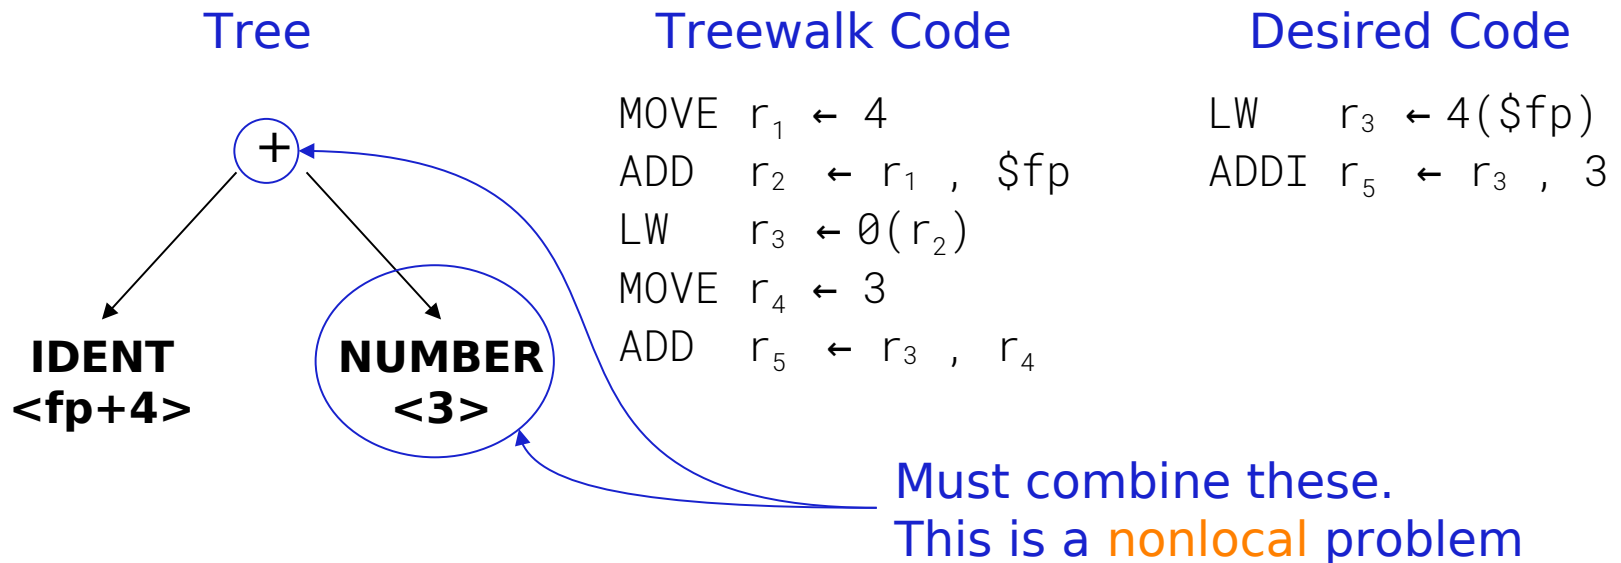 Tree
+
IDENT
<fp+4>
NUMBER
<3>
Treewalk Code
MOVE r₁ ← 4
ADD r₂ ← r₁ , $fp
LW r₃ ← 0(r₂)
MOVE r₄ ← 3
ADD r₅ ← r₃ , r₄
Desired Code
LW r₃ ← 4($fp)
ADDI r₅ ← r₃ , 3
Must combine these.
This is a nonlocal problem